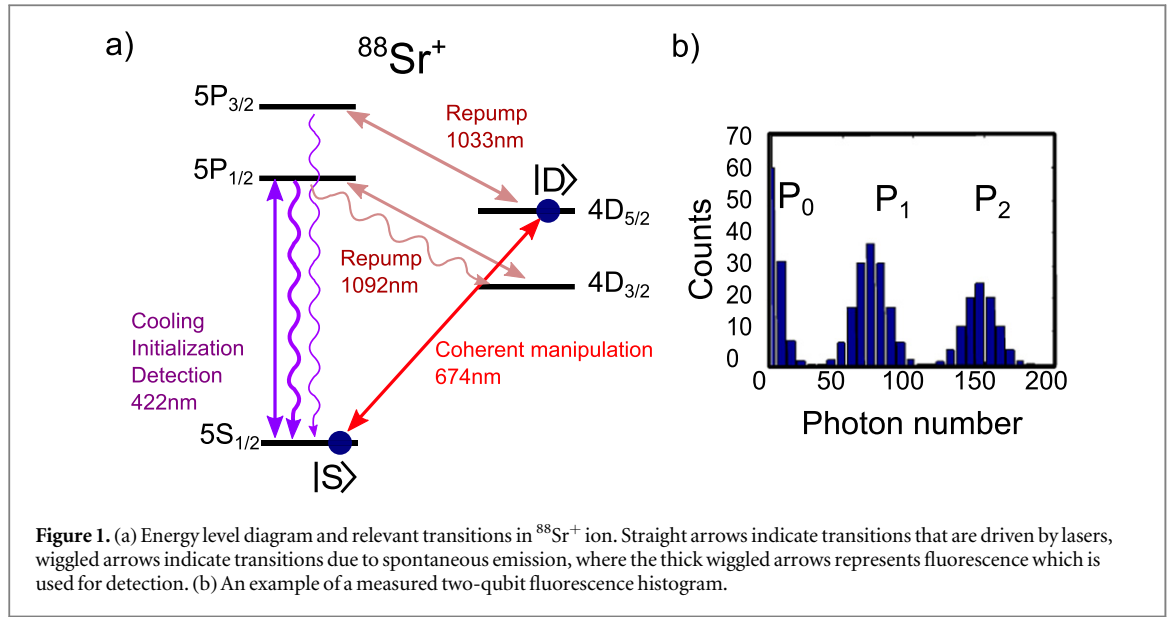 a)
⁸⁸Sr⁺
5P₃/₂
5P₁/₂
Repump
1033nm
|D⟩
4D₅/₂
Repump
1092nm
4D₃/₂
Cooling
Initialization
Detection
422nm
Coherent manipulation
674nm
5S₁/₂
|S⟩
b)
70
60
50
40
30
20
10
0
Counts
P₀
P₁
P₂
0 50 100 150 200
Photon number
Figure 1. (a) Energy level diagram and relevant transitions in ⁸⁸Sr⁺ ion. Straight arrows indicate transitions that are driven by lasers,
wiggled arrows indicate transitions due to spontaneous emission, where the thick wiggled arrows represents fluorescence which is
used for detection. (b) An example of a measured two-qubit fluorescence histogram.